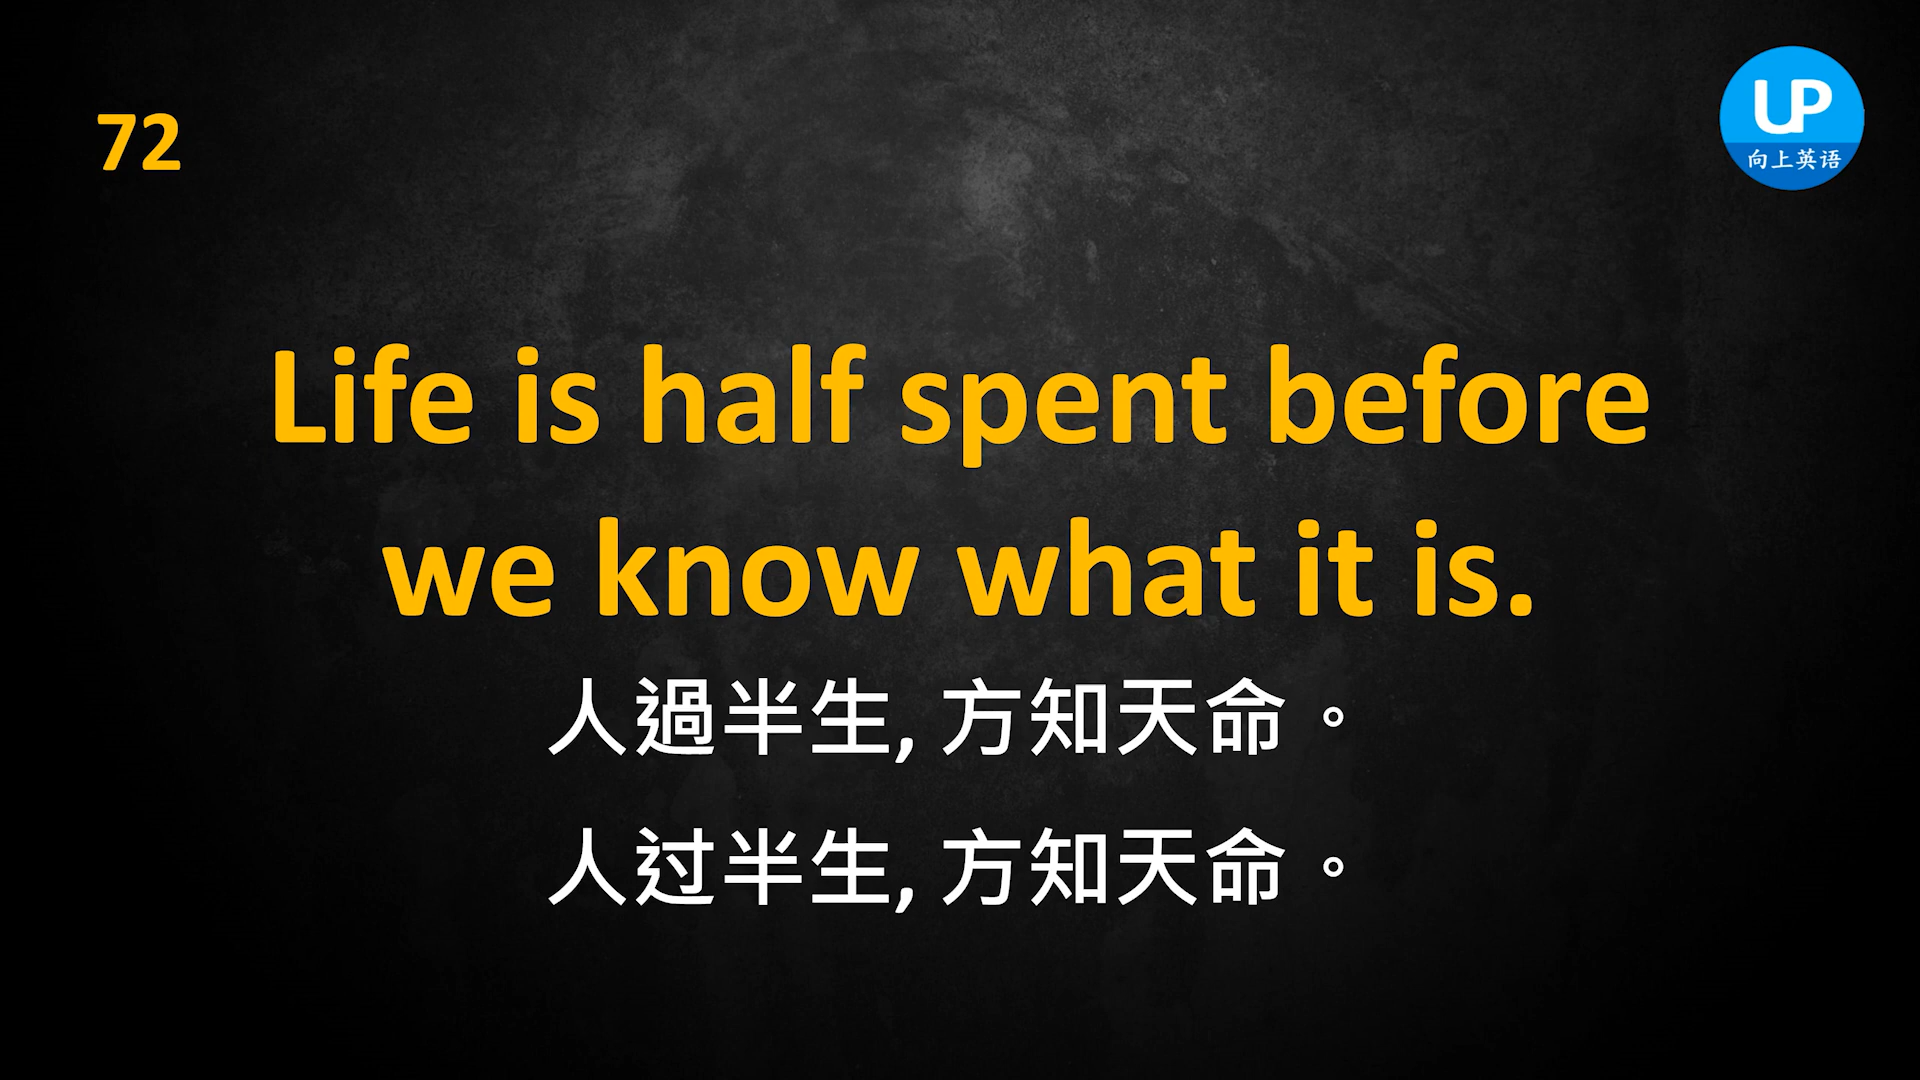 72
UP
向上英语
Life is half spent before
we know what it is.
人過半生, 方知天命。
人过半生, 方知天命。